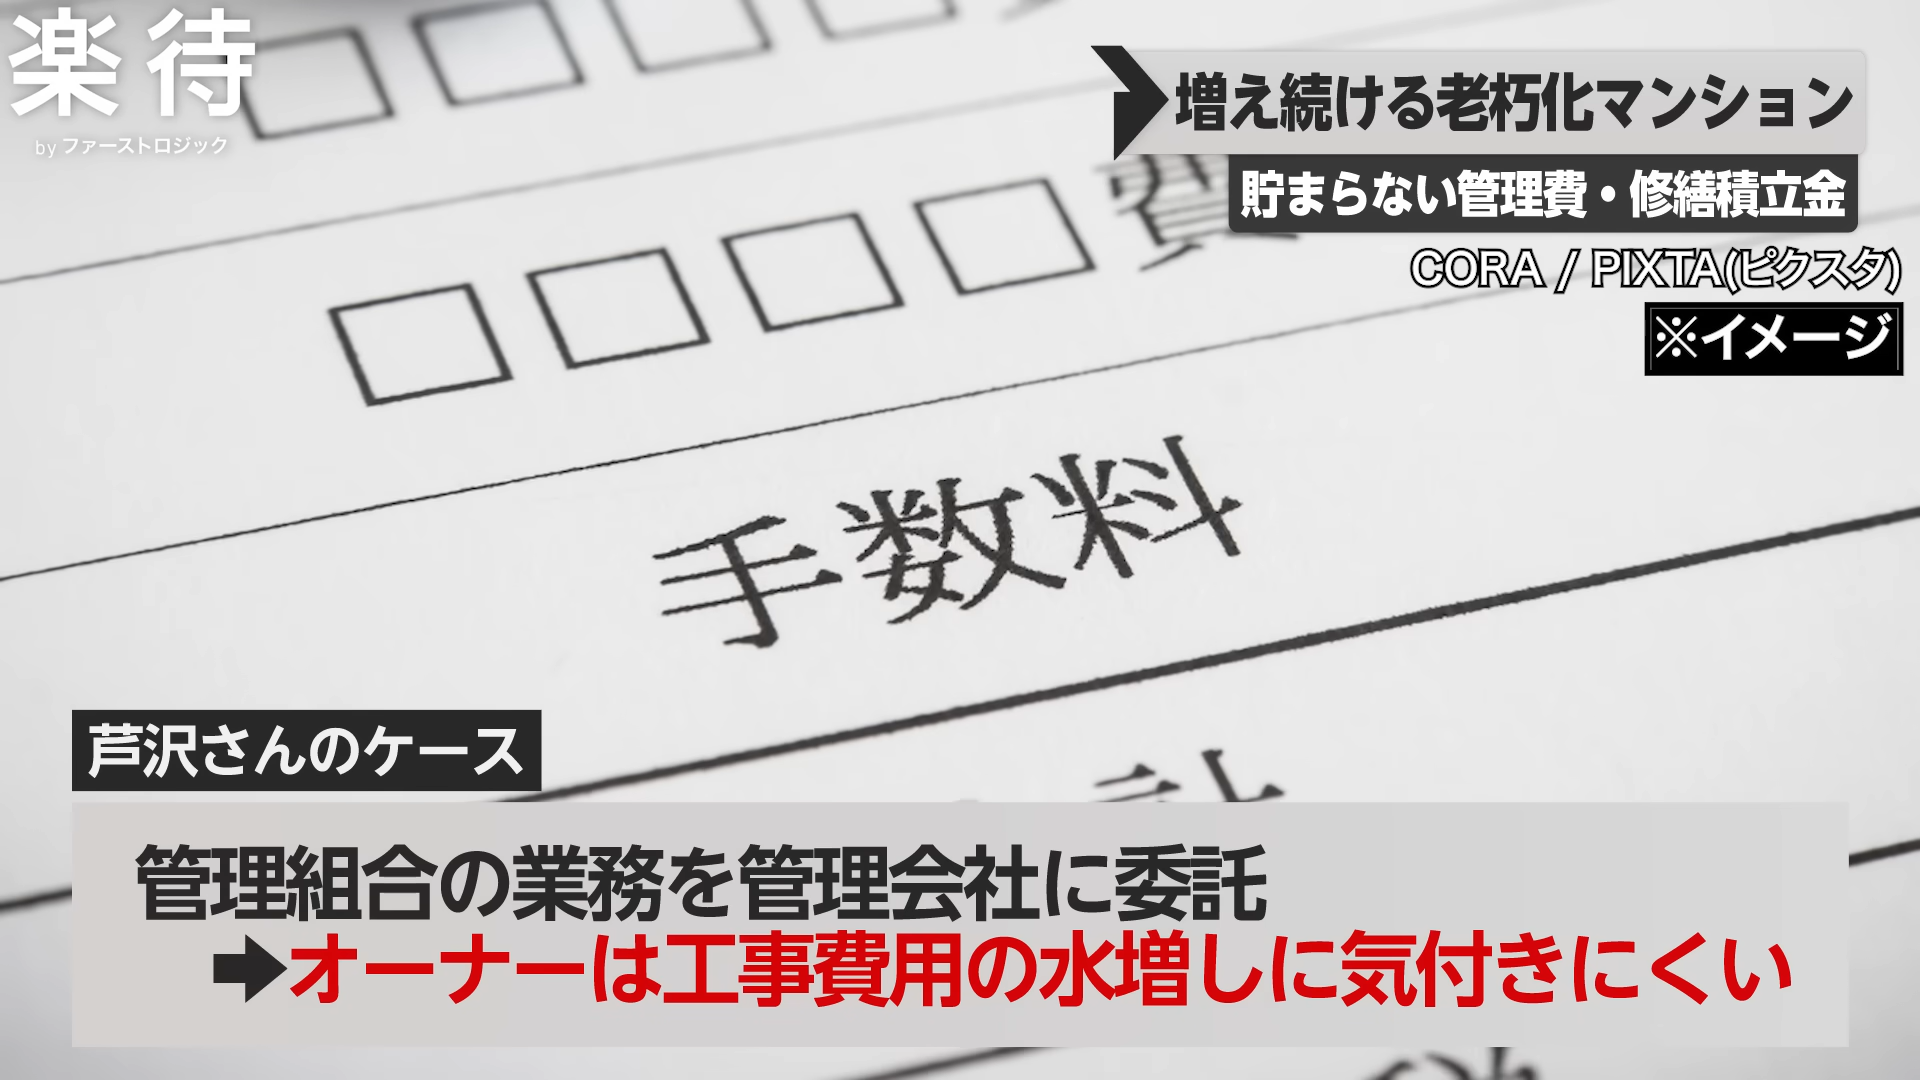 楽待
by ファーストロジック
増え続ける老朽化マンション
貯まらない管理費・修繕積立金
CORA / PIXTA(ピクスタ)
※イメージ
□□□□費
手数料
計
芦沢さんのケース
管理組合の業務を管理会社に委託
➡オーナーは工事費用の水増しに気付きにくい